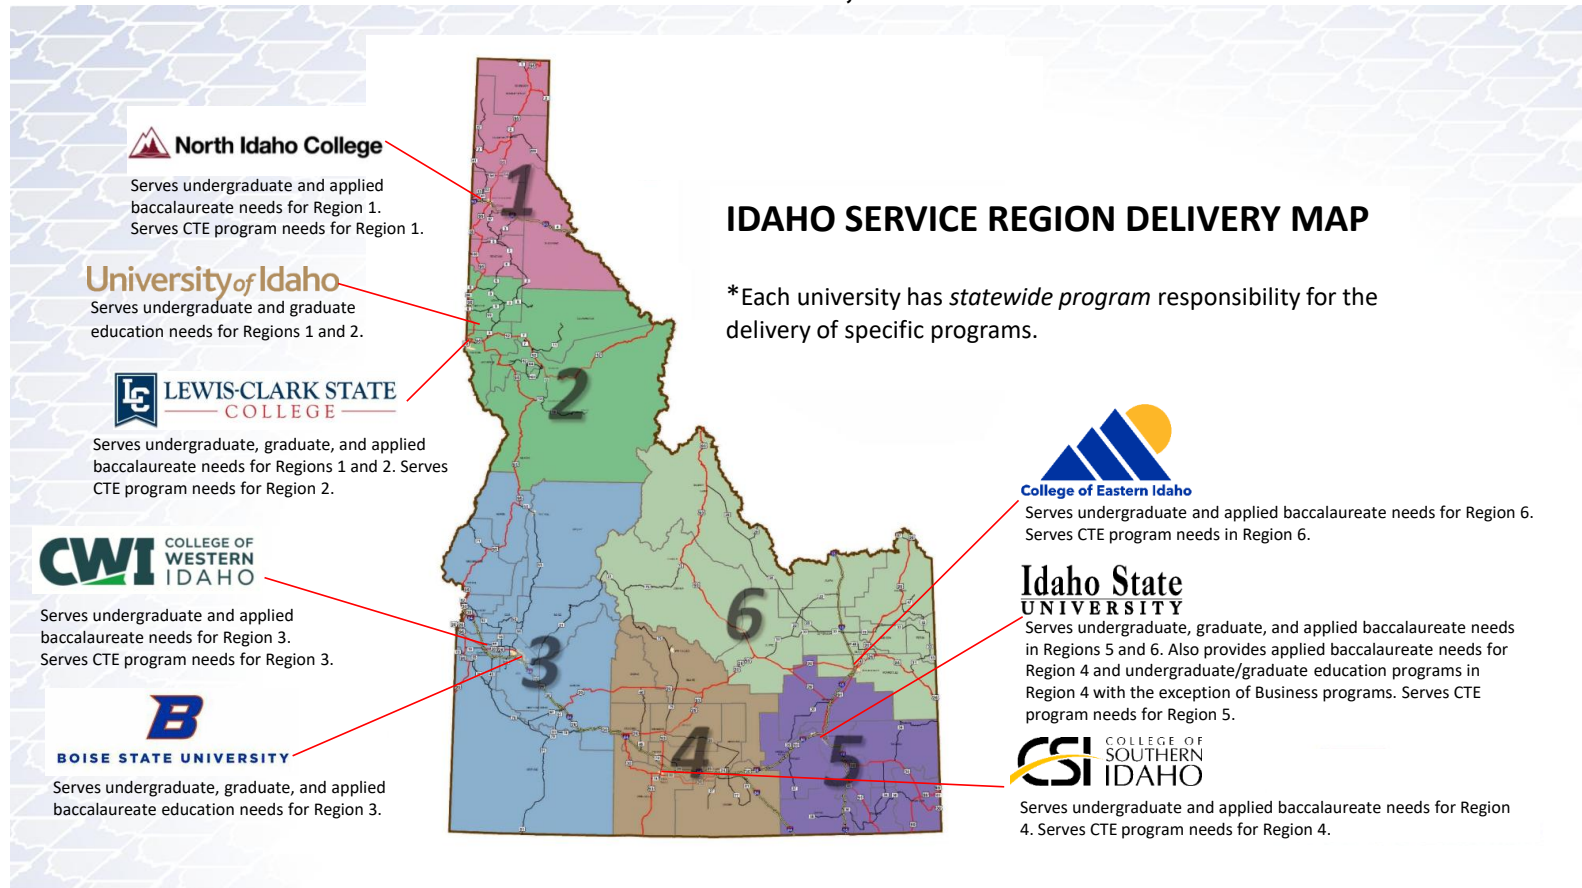 North Idaho College
Serves undergraduate and applied
baccalaureate needs for Region 1.
Serves CTE program needs for Region 1.
University of Idaho
Serves undergraduate and graduate
education needs for Regions 1 and 2.
LC
LEWIS-CLARK STATE
COLLEGE
Serves undergraduate, graduate, and applied
baccalaureate needs for Regions 1 and 2. Serves
CTE program needs for Region 2.
CWI
COLLEGE OF
WESTERN
IDAHO
Serves undergraduate and applied
baccalaureate needs for Region 3.
Serves CTE program needs for Region 3.
B
BOISE STATE UNIVERSITY
Serves undergraduate, graduate, and applied
baccalaureate education needs for Region 3.
1
2
3
4
5
6
IDAHO SERVICE REGION DELIVERY MAP
*Each university has statewide program responsibility for the
delivery of specific programs.
College of Eastern Idaho
Serves undergraduate and applied baccalaureate needs for Region 6.
Serves CTE program needs in Region 6.
Idaho State
UNIVERSITY
Serves undergraduate, graduate, and applied baccalaureate needs
in Regions 5 and 6. Also provides applied baccalaureate needs for
Region 4 and undergraduate/graduate education programs in
Region 4 with the exception of Business programs. Serves CTE
program needs for Region 5.
CSI
COLLEGE OF
SOUTHERN
IDAHO
Serves undergraduate and applied baccalaureate needs for Region
4. Serves CTE program needs for Region 4.